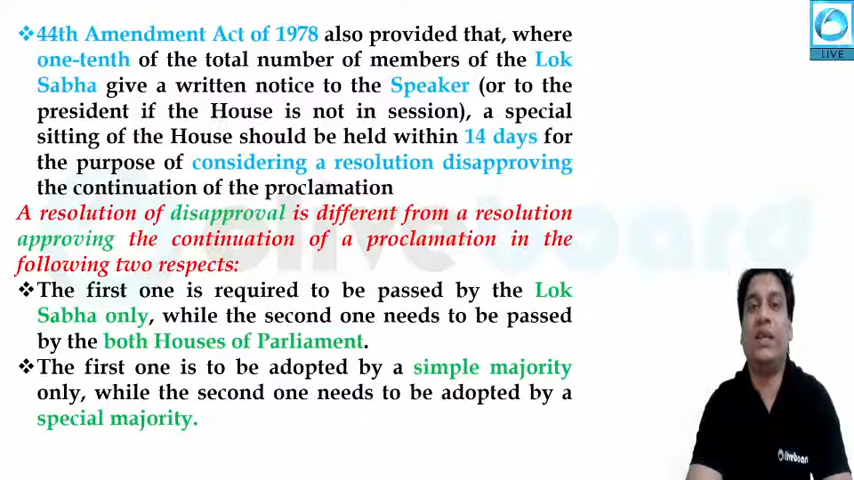 ❖44th Amendment Act of 1978 also provided that, where
one-tenth of the total number of members of the Lok
Sabha give a written notice to the Speaker (or to the
president if the House is not in session), a special
sitting of the House should be held within 14 days for
the purpose of considering a resolution disapproving
the continuation of the proclamation
A resolution of disapproval is different from a resolution
approving the continuation of a proclamation in the
following two respects:
❖The first one is required to be passed by the Lok
Sabha only, while the second one needs to be passed
by the both Houses of Parliament.
❖The first one is to be adopted by a simple majority
only, while the second one needs to be adopted by a
special majority.
LIVE
oliveboard
oliveboard